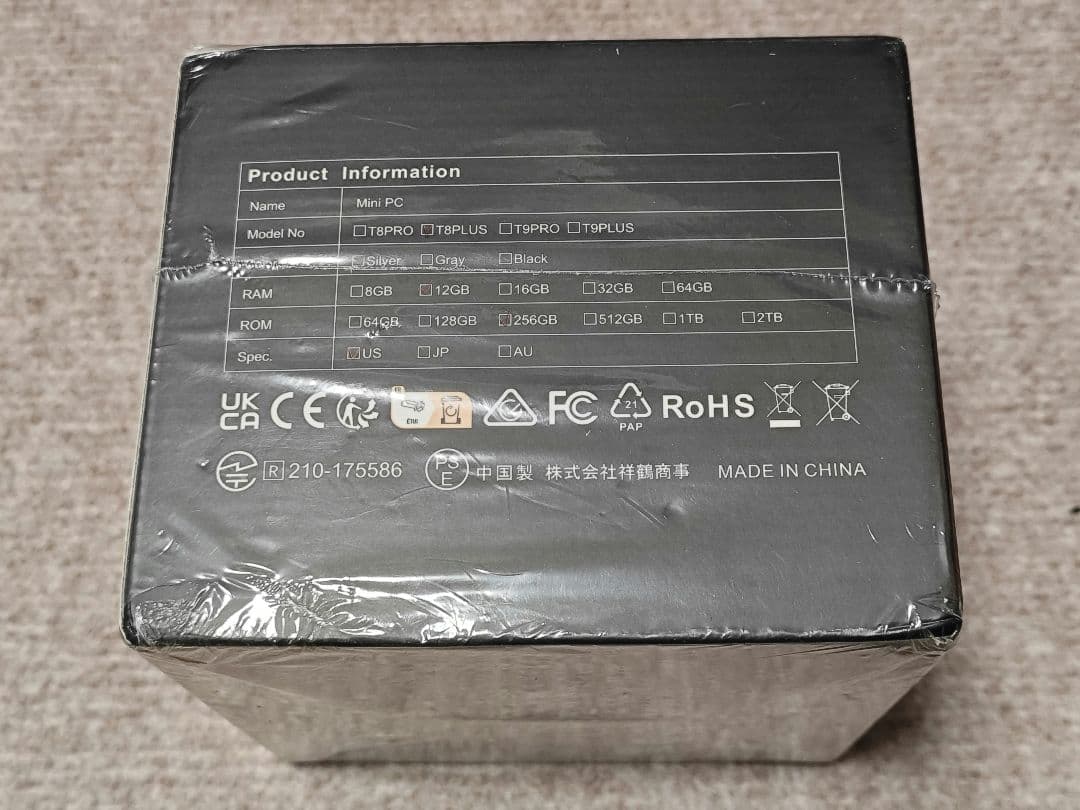 Product Information
Name Mini PC
Model No ☐T8PRO ☑T8PLUS ☐T9PRO ☐T9PLUS
☐Silver ☐Gray ☐Black
RAM ☐8GB ☑12GB ☐16GB ☐32GB ☐64GB
ROM ☐64GB ☐128GB ☑256GB ☐512GB ☐1TB ☐2TB
Spec. ☑US ☐JP ☐AU
UK CA CE FC 21 PAP RoHS
R 210-175586 PS E 中国製 株式会社祥鶴商事 MADE IN CHINA